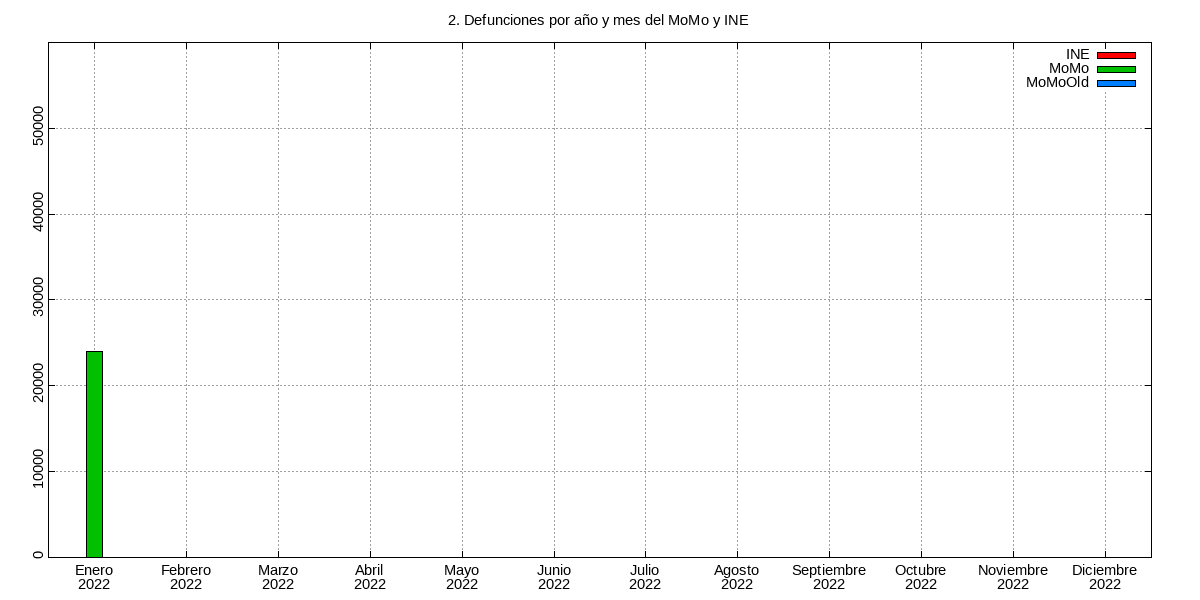 2. Defunciones por año y mes del MoMo y INE
INE
MoMo
MoMoOld
50000
40000
30000
20000
10000
0
Enero Febrero Marzo Abril Mayo Junio Julio Agosto Septiembre Octubre Noviembre Diciembre
2022 2022 2022 2022 2022 2022 2022 2022 2022 2022 2022 2022